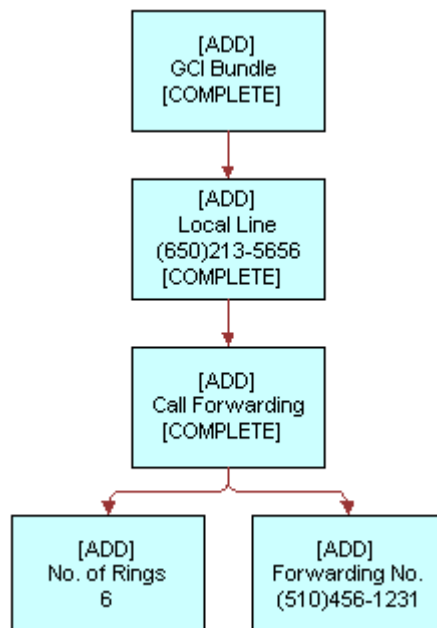 [ADD]
GCI Bundle
[COMPLETE]
[ADD]
Local Line
(650)213-5656
[COMPLETE]
[ADD]
Call Forwarding
[COMPLETE]
[ADD]
No. of Rings
6
[ADD]
Forwarding No.
(510)456-1231